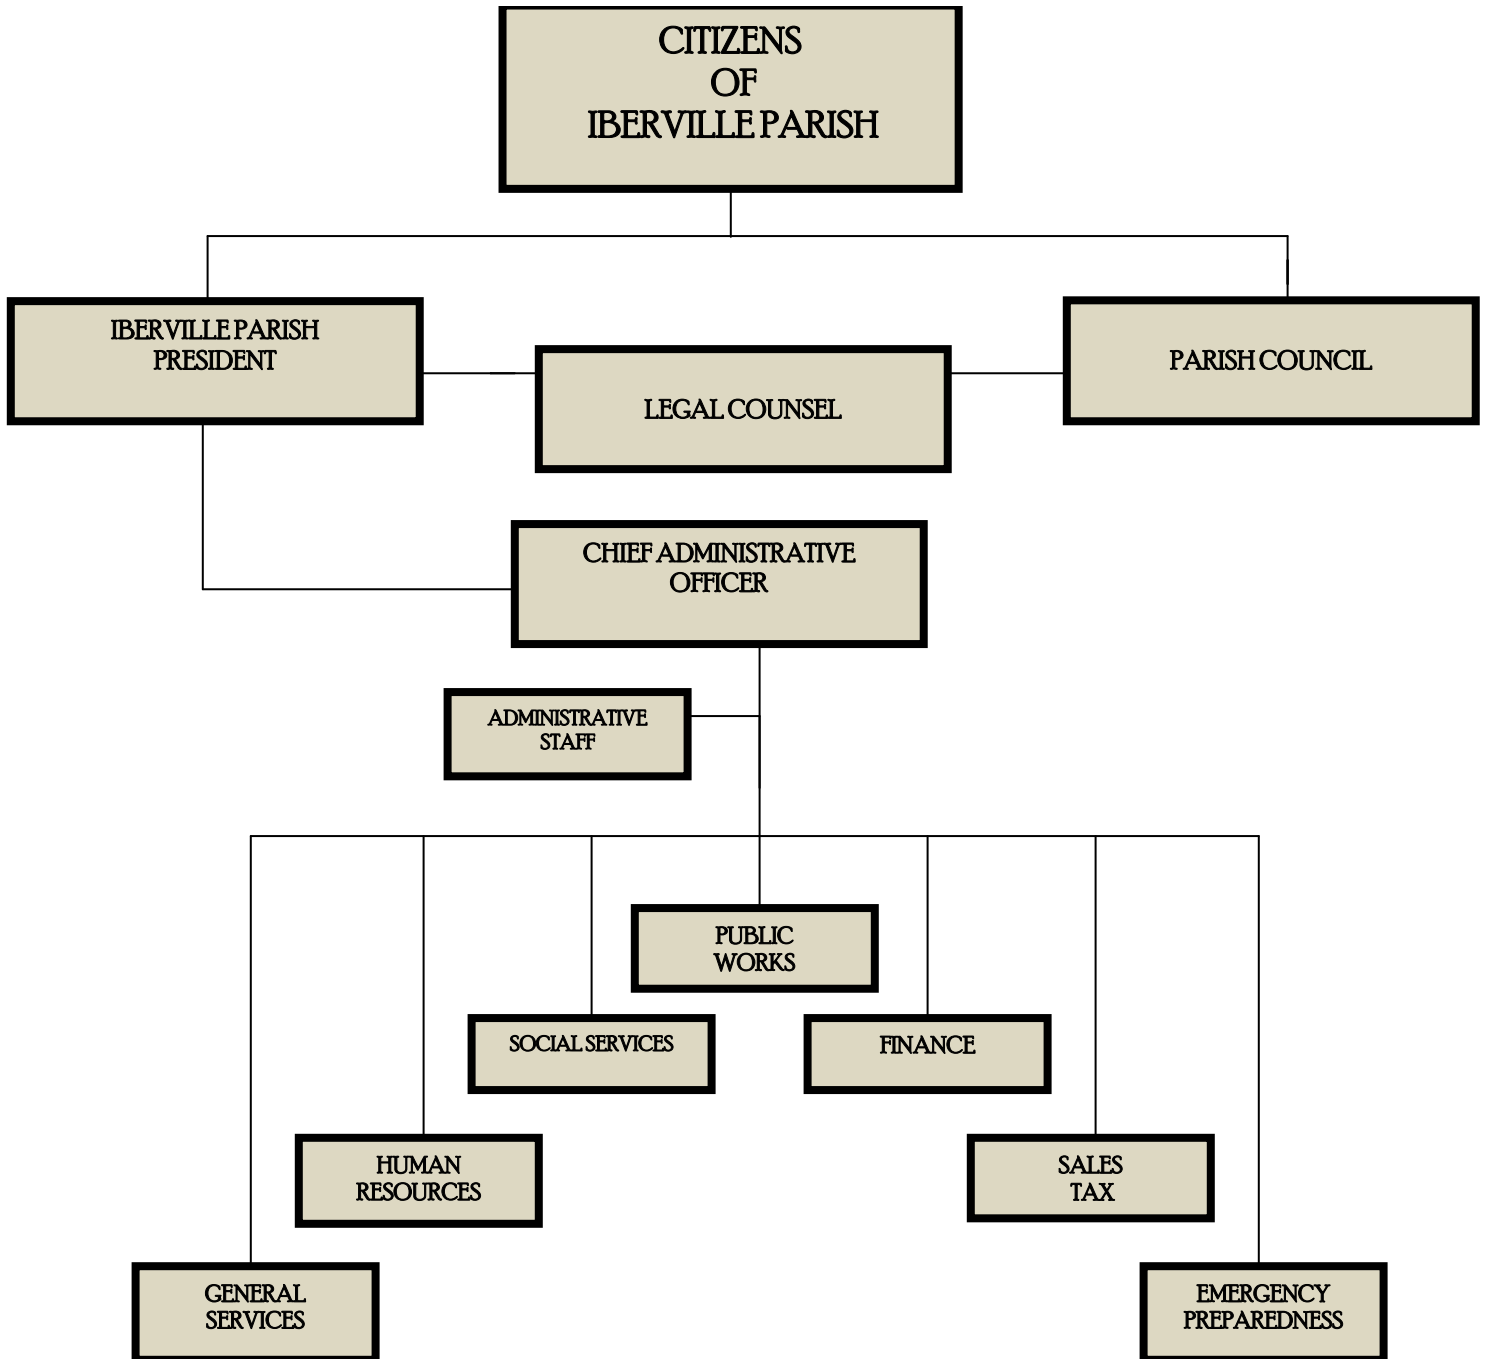 CITIZENS
OF
IBERVILLE PARISH
IBERVILLE PARISH
PRESIDENT
PARISH COUNCIL
LEGAL COUNSEL
CHIEF ADMINISTRATIVE
OFFICER
ADMINISTRATIVE
STAFF
PUBLIC
WORKS
SOCIAL SERVICES
FINANCE
HUMAN
RESOURCES
SALES
TAX
GENERAL
SERVICES
EMERGENCY
PREPAREDNESS